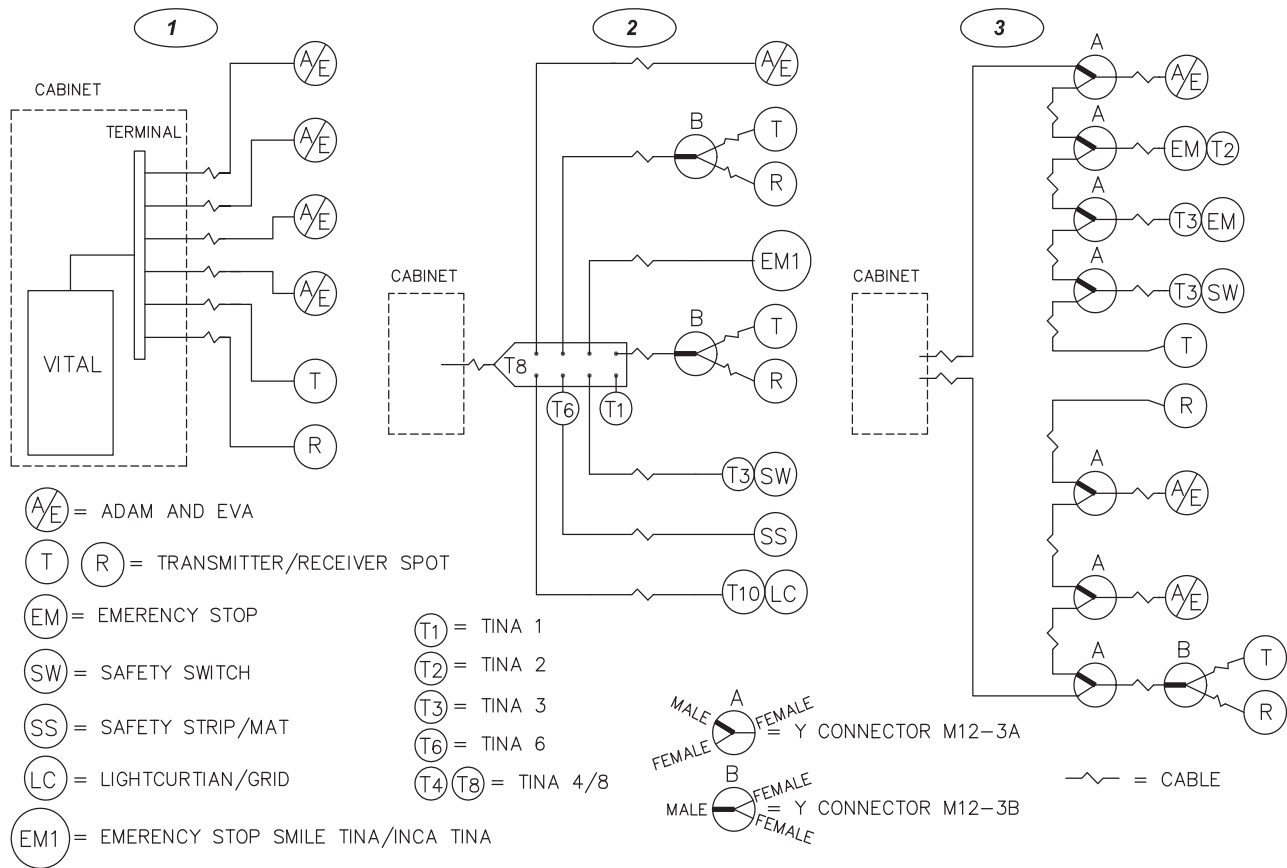 1
CABINET
TERMINAL
VITAL
A/E
A/E
A/E
A/E
T
R
2
A/E
B
T
R
EM1
CABINET
B
T
R
T8
T6
T1
T3 SW
SS
T10 LC
3
A
A/E
A
EM T2
A
T3 EM
A
T3 SW
CABINET
T
R
A
A/E
A
A/E
A
B
T
R
A/E = ADAM AND EVA
T R = TRANSMITTER/RECEIVER SPOT
EM = EMERENCY STOP
SW = SAFETY SWITCH
SS = SAFETY STRIP/MAT
LC = LIGHTCURTIAN/GRID
EM1 = EMERENCY STOP SMILE TINA/INCA TINA
T1 = TINA 1
T2 = TINA 2
T3 = TINA 3
T6 = TINA 6
T4 T8 = TINA 4/8
A
MALE FEMALE
FEMALE
= Y CONNECTOR M12-3A
B
MALE FEMALE
FEMALE
= Y CONNECTOR M12-3B
= CABLE